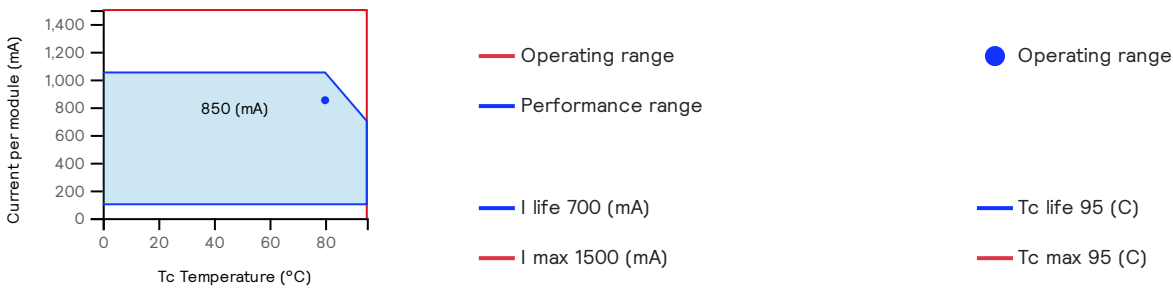 Current per module (mA)
1,400
1,200
1,000
800
600
400
200
0
850 (mA)
0 20 40 60 80
Tc Temperature (°C)
Operating range
Performance range
I life 700 (mA)
I max 1500 (mA)
Operating range
Tc life 95 (C)
Tc max 95 (C)